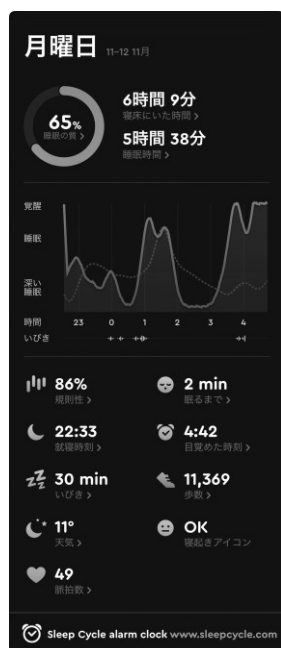 月曜日 11-12 11月
65%
睡眠の質 >
6時間 9分
寝床にいた時間 >
5時間 38分
睡眠時間 >
覚醒
睡眠
深い
睡眠
時間 23 0 1 2 3 4
いびき
86%
規則性 >
2 min
眠るまで >
22:33
就寝時刻 >
4:42
目覚めた時刻 >
30 min
いびき >
11,369
歩数 >
11°
天気 >
OK
寝起きアイコン
49
脈拍数 >
Sleep Cycle alarm clock www.sleepcycle.com